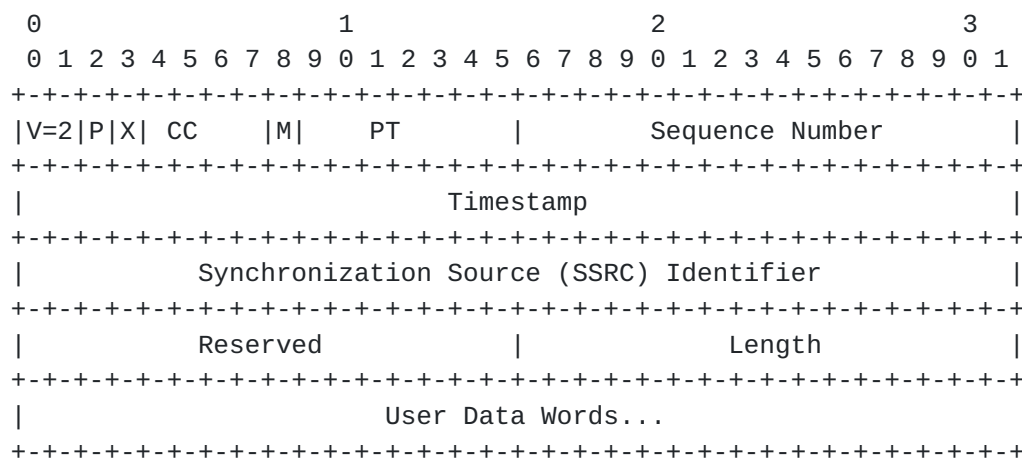 0                   1                   2                   3
 0 1 2 3 4 5 6 7 8 9 0 1 2 3 4 5 6 7 8 9 0 1 2 3 4 5 6 7 8 9 0 1
+-+-+-+-+-+-+-+-+-+-+-+-+-+-+-+-+-+-+-+-+-+-+-+-+-+-+-+-+-+-+-+-+
|V=2|P|X| CC    |M|    PT       |        Sequence Number        |
+-+-+-+-+-+-+-+-+-+-+-+-+-+-+-+-+-+-+-+-+-+-+-+-+-+-+-+-+-+-+-+-+
|                           Timestamp                           |
+-+-+-+-+-+-+-+-+-+-+-+-+-+-+-+-+-+-+-+-+-+-+-+-+-+-+-+-+-+-+-+-+
|           Synchronization Source (SSRC) Identifier            |
+-+-+-+-+-+-+-+-+-+-+-+-+-+-+-+-+-+-+-+-+-+-+-+-+-+-+-+-+-+-+-+-+
|           Reserved            |             Length            |
+-+-+-+-+-+-+-+-+-+-+-+-+-+-+-+-+-+-+-+-+-+-+-+-+-+-+-+-+-+-+-+-+
|                       User Data Words...
+-+-+-+-+-+-+-+-+-+-+-+-+-+-+-+-+-+-+-+-+-+-+-+-+-+-+-+-+-+-+-+-+